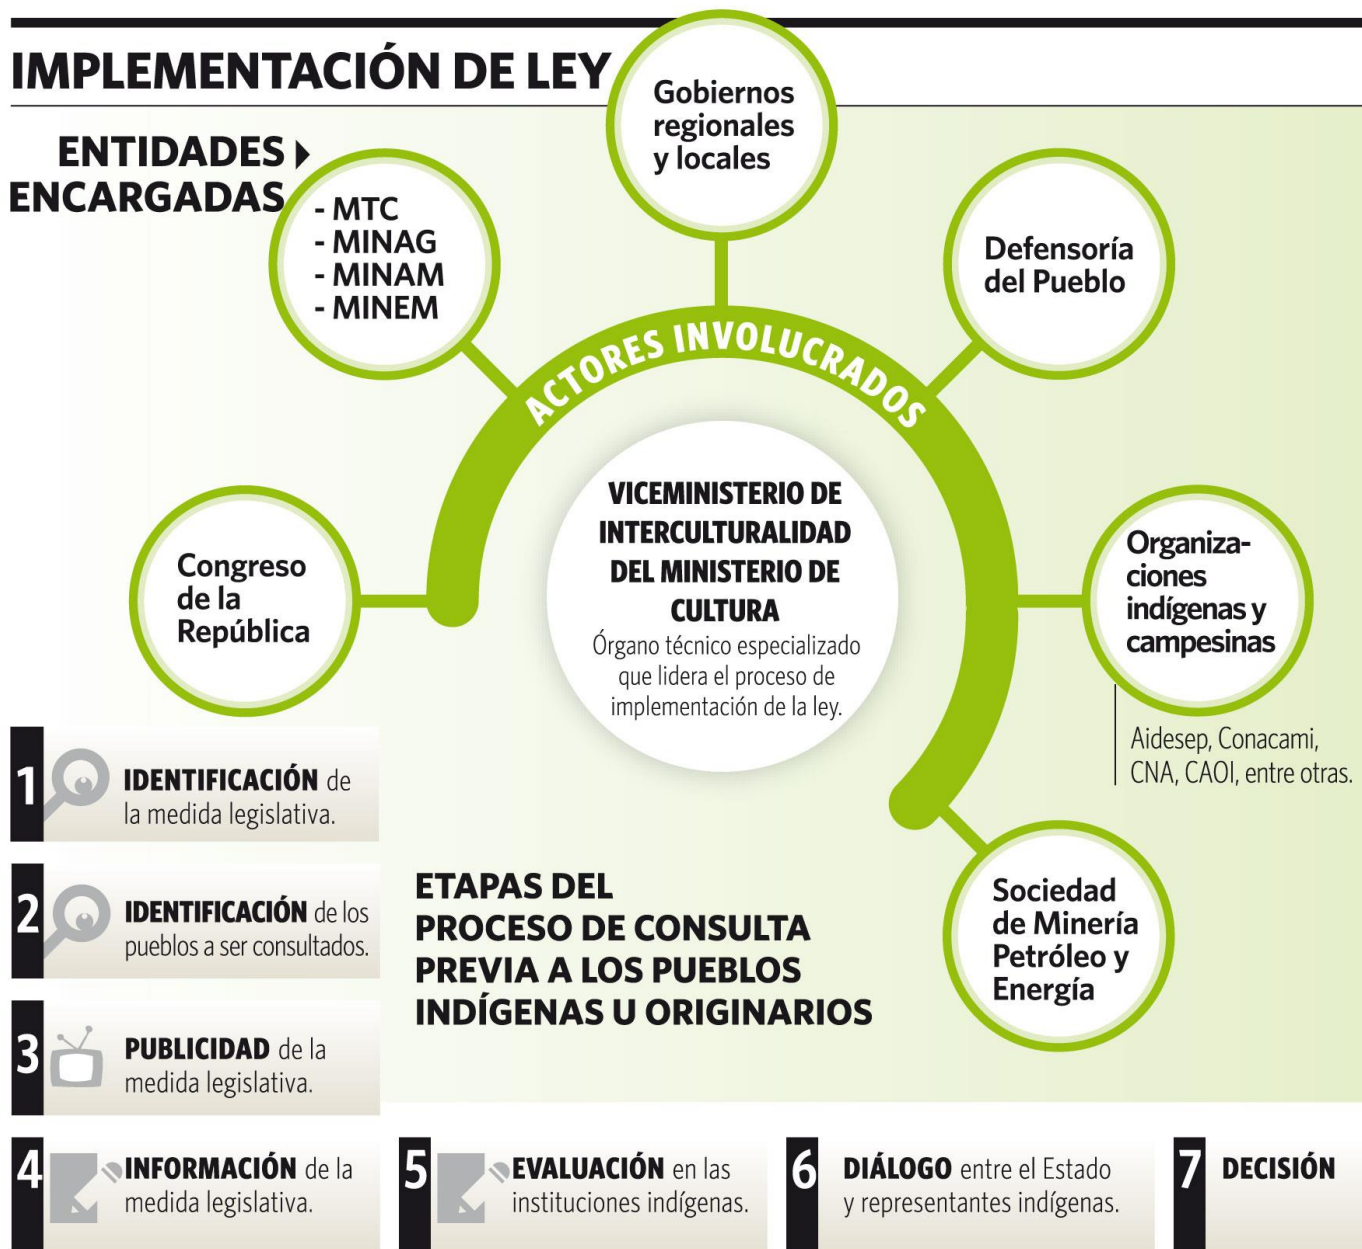 IMPLEMENTACIÓN DE LEY
ENTIDADES
ENCARGADAS
- MTC
- MINAG
- MINAM
- MINEM
Gobiernos
regionales
y locales
Defensoría
del Pueblo
ACTORES INVOLUCRADOS
Congreso
de la
República
VICEMINISTERIO DE
INTERCULTURALIDAD
DEL MINISTERIO DE
CULTURA
Órgano técnico especializado
que lidera el proceso de
implementación de la ley.
Organiza-
ciones
indígenas y
campesinas
Aidesep, Conacami,
CNA, CAOI, entre otras.
Sociedad
de Minería
Petróleo y
Energía
ETAPAS DEL
PROCESO DE CONSULTA
PREVIA A LOS PUEBLOS
INDÍGENAS U ORIGINARIOS
1
IDENTIFICACIÓN de
la medida legislativa.
2
IDENTIFICACIÓN de los
pueblos a ser consultados.
3
PUBLICIDAD de la
medida legislativa.
4
INFORMACIÓN de la
medida legislativa.
5
EVALUACIÓN en las
instituciones indígenas.
6
DIÁLOGO entre el Estado
y representantes indígenas.
7
DECISIÓN